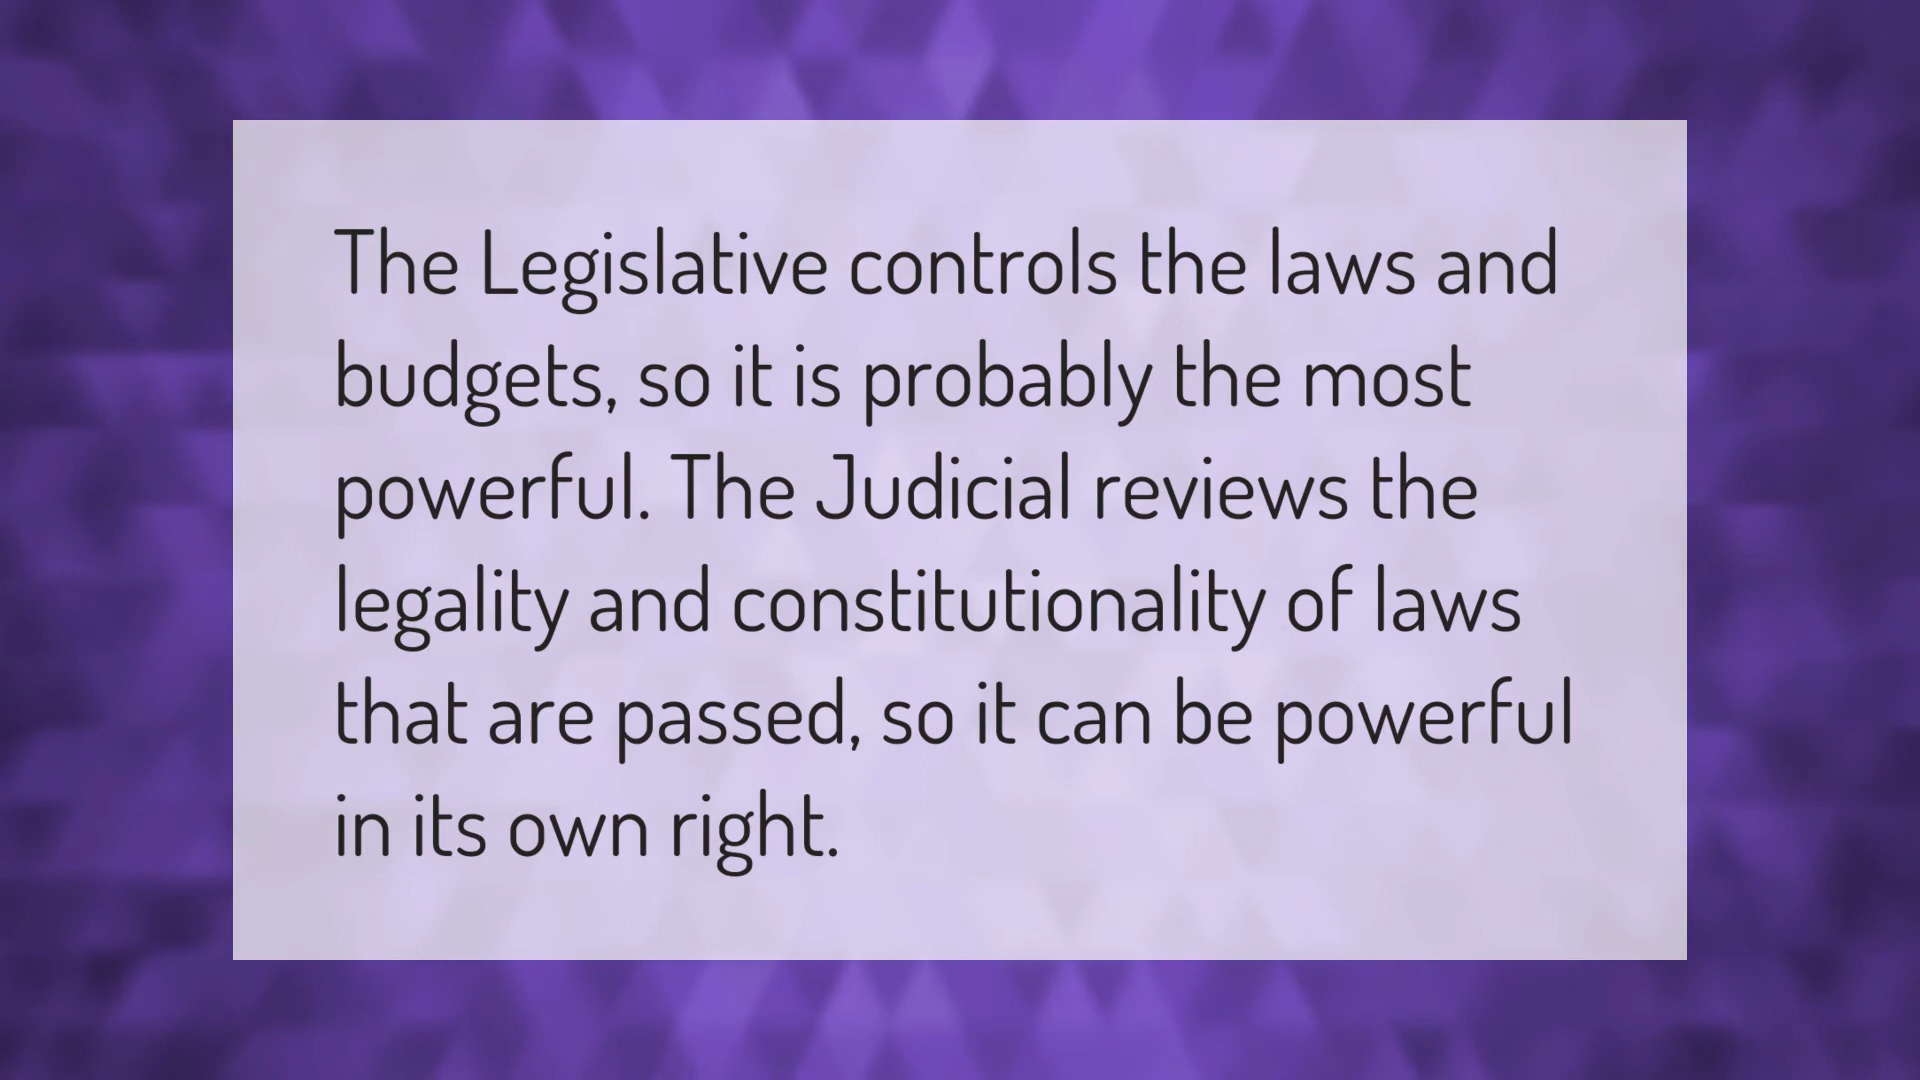 The Legislative controls the laws and
budgets, so it is probably the most
powerful. The Judicial reviews the
legality and constitutionality of laws
that are passed, so it can be powerful
in its own right.